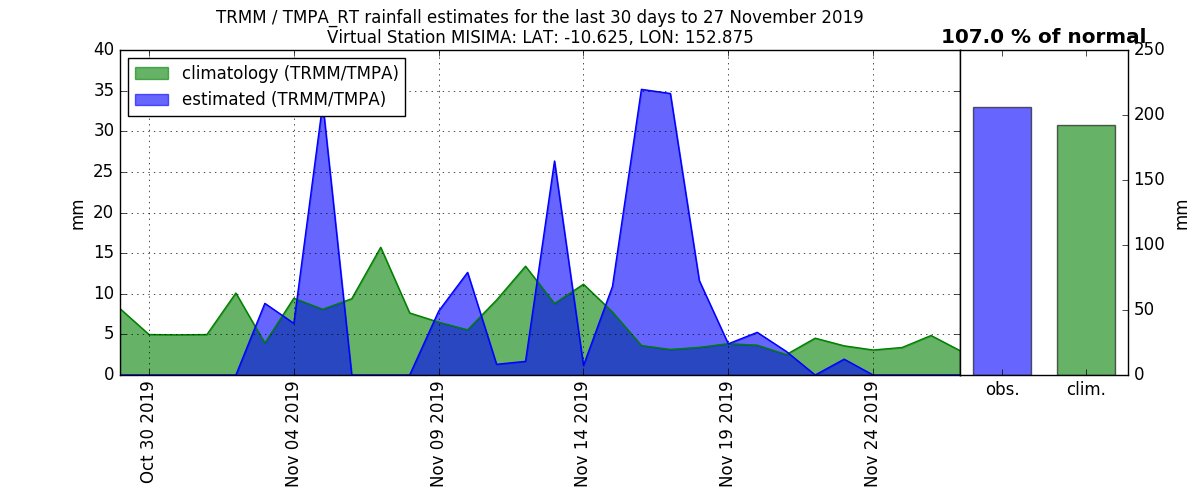 TRMM / TMPA_RT rainfall estimates for the last 30 days to 27 November 2019
Virtual Station MISIMA: LAT: -10.625, LON: 152.875
107.0 % of normal
climatology (TRMM/TMPA)
estimated (TRMM/TMPA)
40
35
30
25
20
15
10
5
0
mm
Oct 30 2019
Nov 04 2019
Nov 09 2019
Nov 14 2019
Nov 19 2019
Nov 24 2019
obs.
clim.
250
200
150
100
50
0
mm